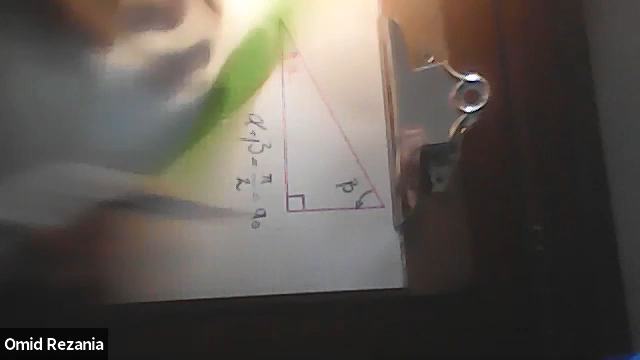 α + β = π/2 = 90
β
Omid Rezania